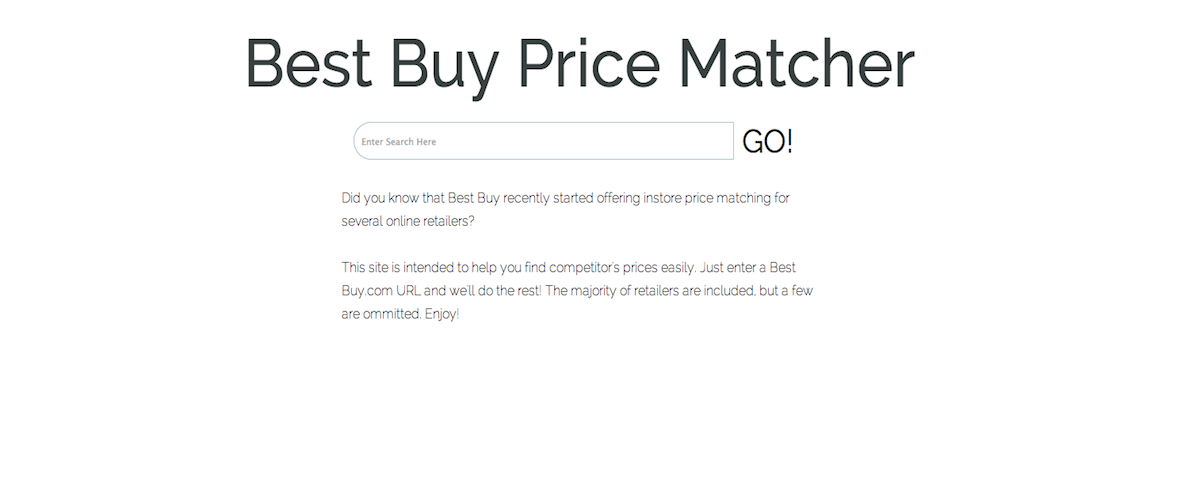 Best Buy Price Matcher
Enter Search Here
GO!
Did you know that Best Buy recently started offering instore price matching for
several online retailers?
This site is intended to help you find competitor's prices easily. Just enter a Best
Buy.com URL and we'll do the rest! The majority of retailers are included, but a few
are ommitted. Enjoy!